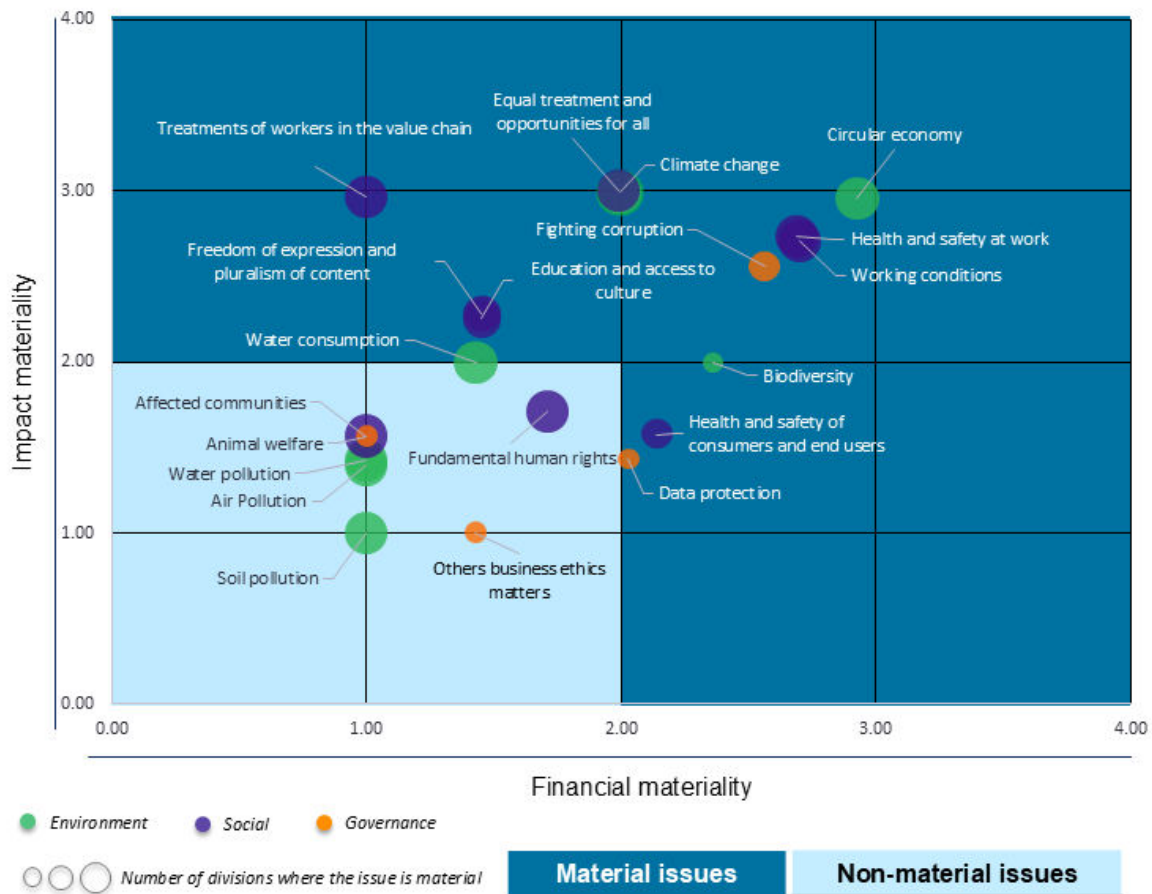 4.00
Equal treatment and
opportunities for all
Treatments of workers in the value chain
Circular economy
Climate change
3.00
Fighting corruption
Health and safety at work
Freedom of expression and
pluralism of content
Education and access to
culture
Working conditions
Impact materiality
Water consumption
2.00
Biodiversity
Affected communities
Health and safety of
consumers and end users
Animal welfare
Fundamental human rights
Water pollution
Air Pollution
Data protection
1.00
Soil pollution
Others business ethics
matters
0.00
0.00 1.00 2.00 3.00 4.00
Financial materiality
Environment Social Governance
Number of divisions where the issue is material
Material issues Non-material issues